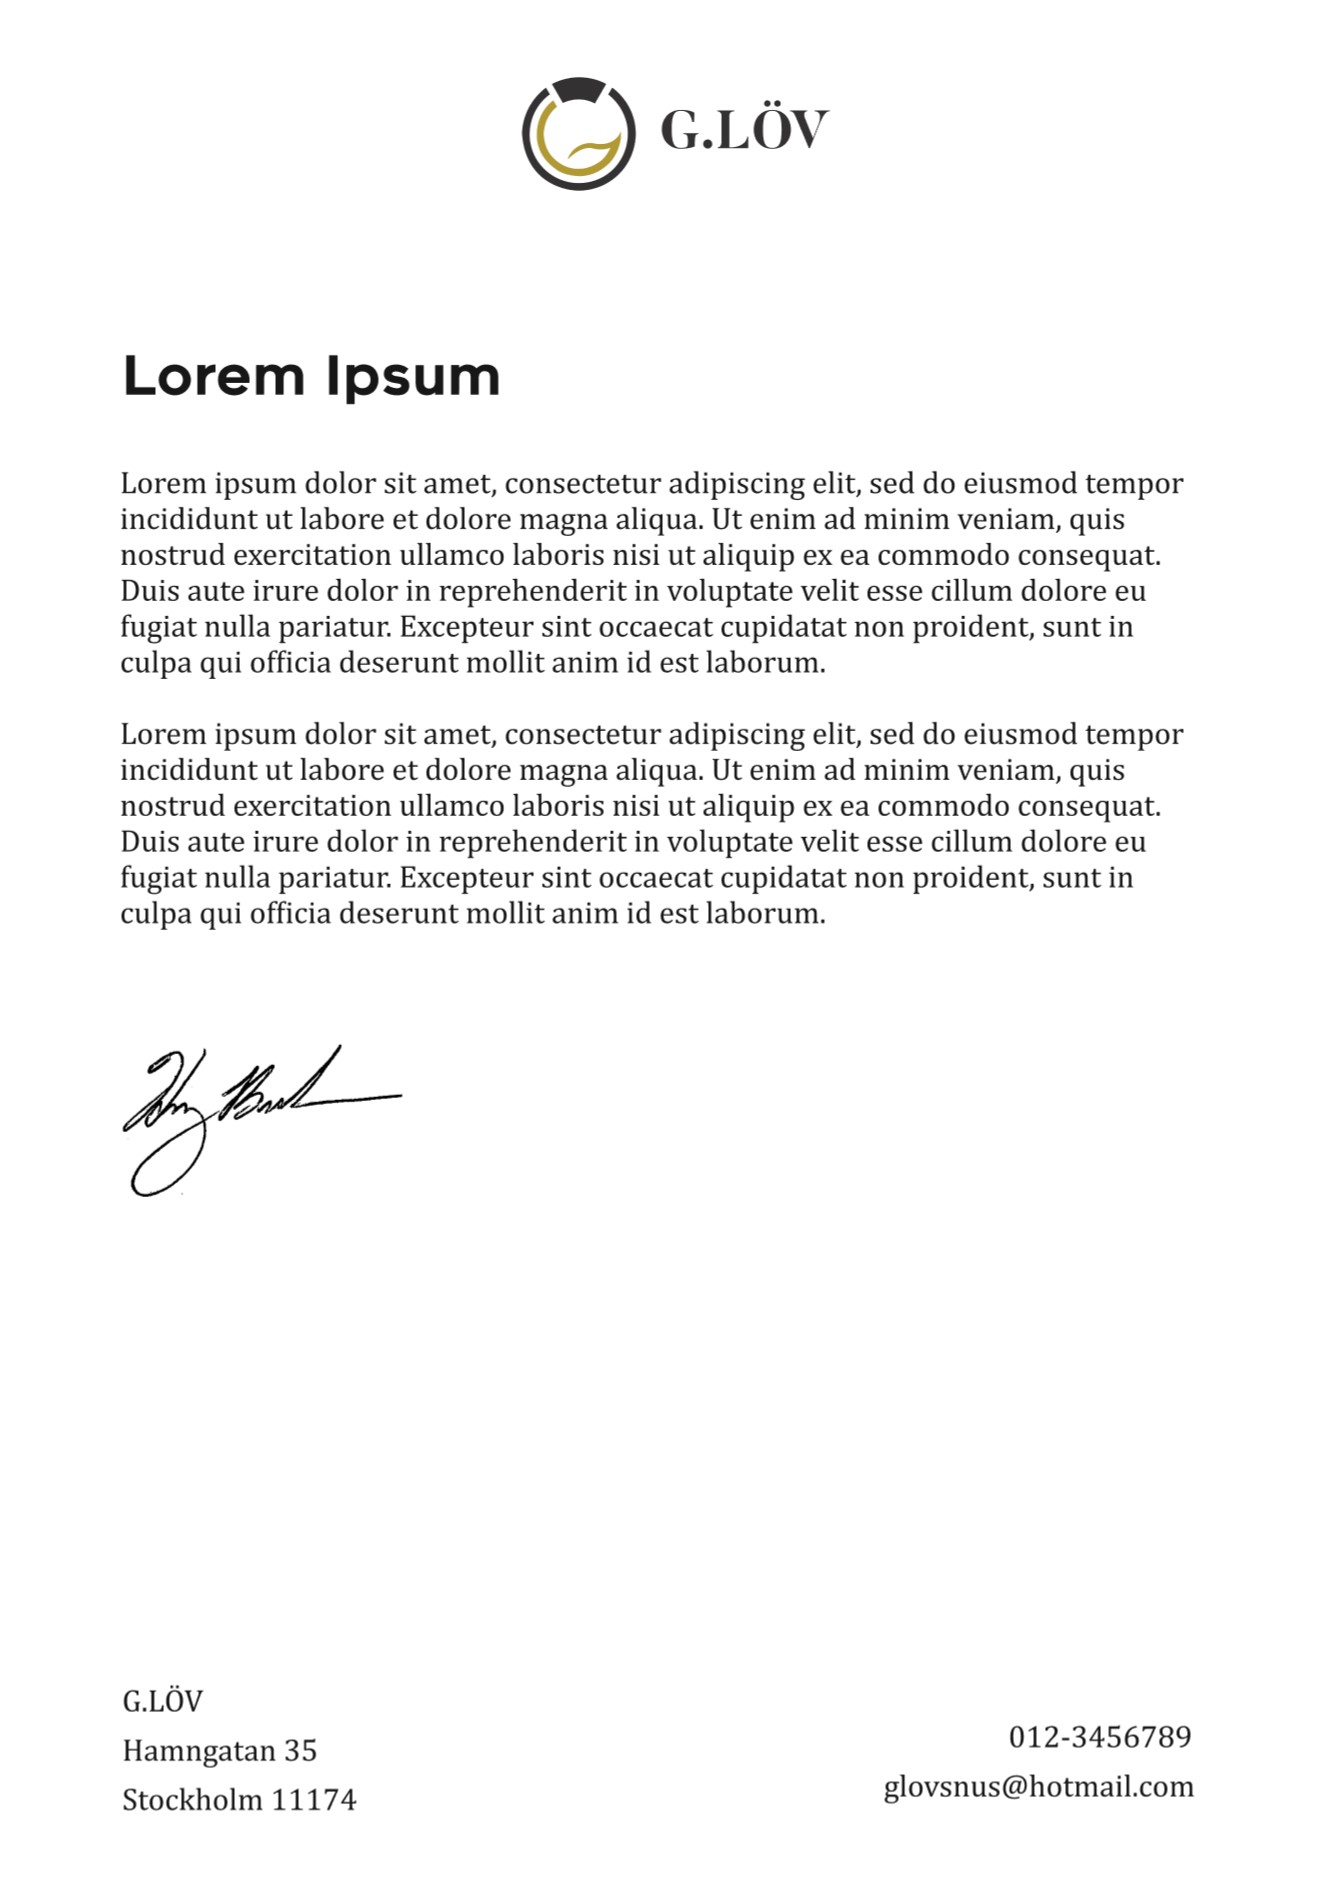 G.LÖV
Lorem Ipsum
Lorem ipsum dolor sit amet, consectetur adipiscing elit, sed do eiusmod tempor
incididunt ut labore et dolore magna aliqua. Ut enim ad minim veniam, quis
nostrud exercitation ullamco laboris nisi ut aliquip ex ea commodo consequat.
Duis aute irure dolor in reprehenderit in voluptate velit esse cillum dolore eu
fugiat nulla pariatur. Excepteur sint occaecat cupidatat non proident, sunt in
culpa qui officia deserunt mollit anim id est laborum.
Lorem ipsum dolor sit amet, consectetur adipiscing elit, sed do eiusmod tempor
incididunt ut labore et dolore magna aliqua. Ut enim ad minim veniam, quis
nostrud exercitation ullamco laboris nisi ut aliquip ex ea commodo consequat.
Duis aute irure dolor in reprehenderit in voluptate velit esse cillum dolore eu
fugiat nulla pariatur. Excepteur sint occaecat cupidatat non proident, sunt in
culpa qui officia deserunt mollit anim id est laborum.
G.LÖV
Hamngatan 35
Stockholm 11174
012-3456789
glovsnus@hotmail.com